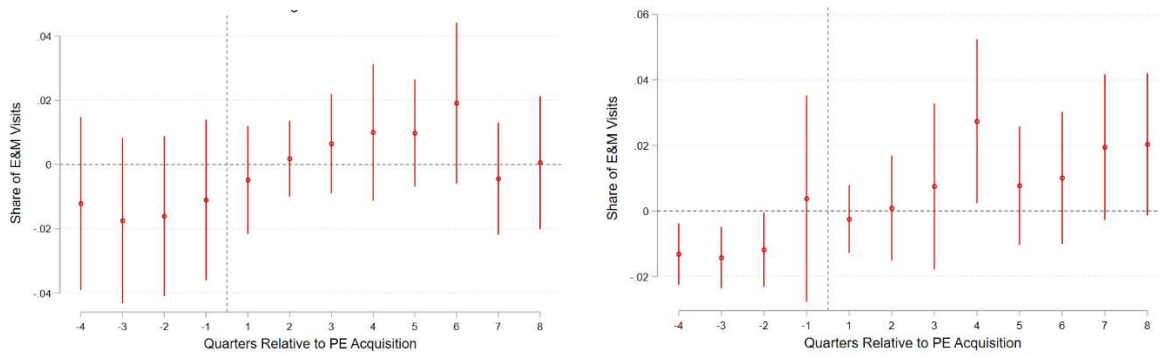 .04
.02
0
-.02
-.04
Share of E&M Visits
-4 -3 -2 -1 1 2 3 4 5 6 7 8
Quarters Relative to PE Acquisition
.06
.04
.02
0
-.02
Share of E&M Visits
-4 -3 -2 -1 1 2 3 4 5 6 7 8
Quarters Relative to PE Acquisition